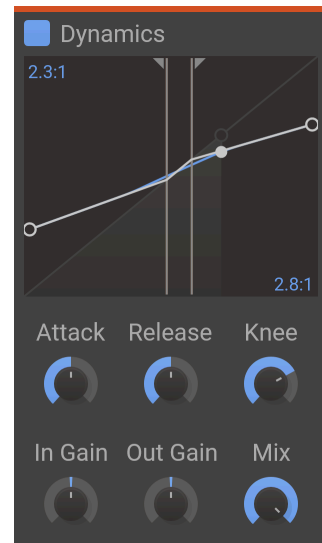 Dynamics
2.3:1
2.8:1
Attack Release Knee
In Gain Out Gain Mix